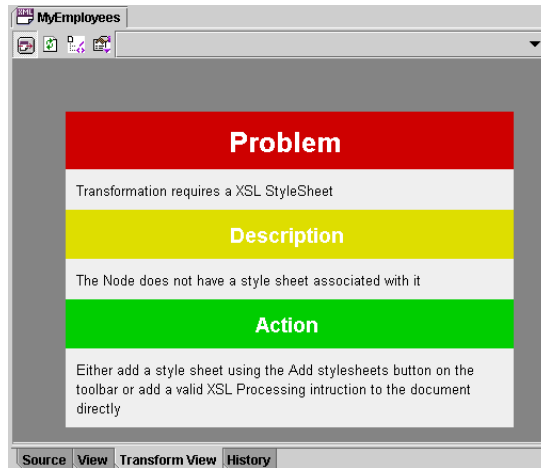 XML MyEmployees
Problem
Transformation requires a XSL StyleSheet
Description
The Node does not have a style sheet associated with it
Action
Either add a style sheet using the Add stylesheets button on the
toolbar or add a valid XSL Processing intruction to the document
directly
Source View Transform View History